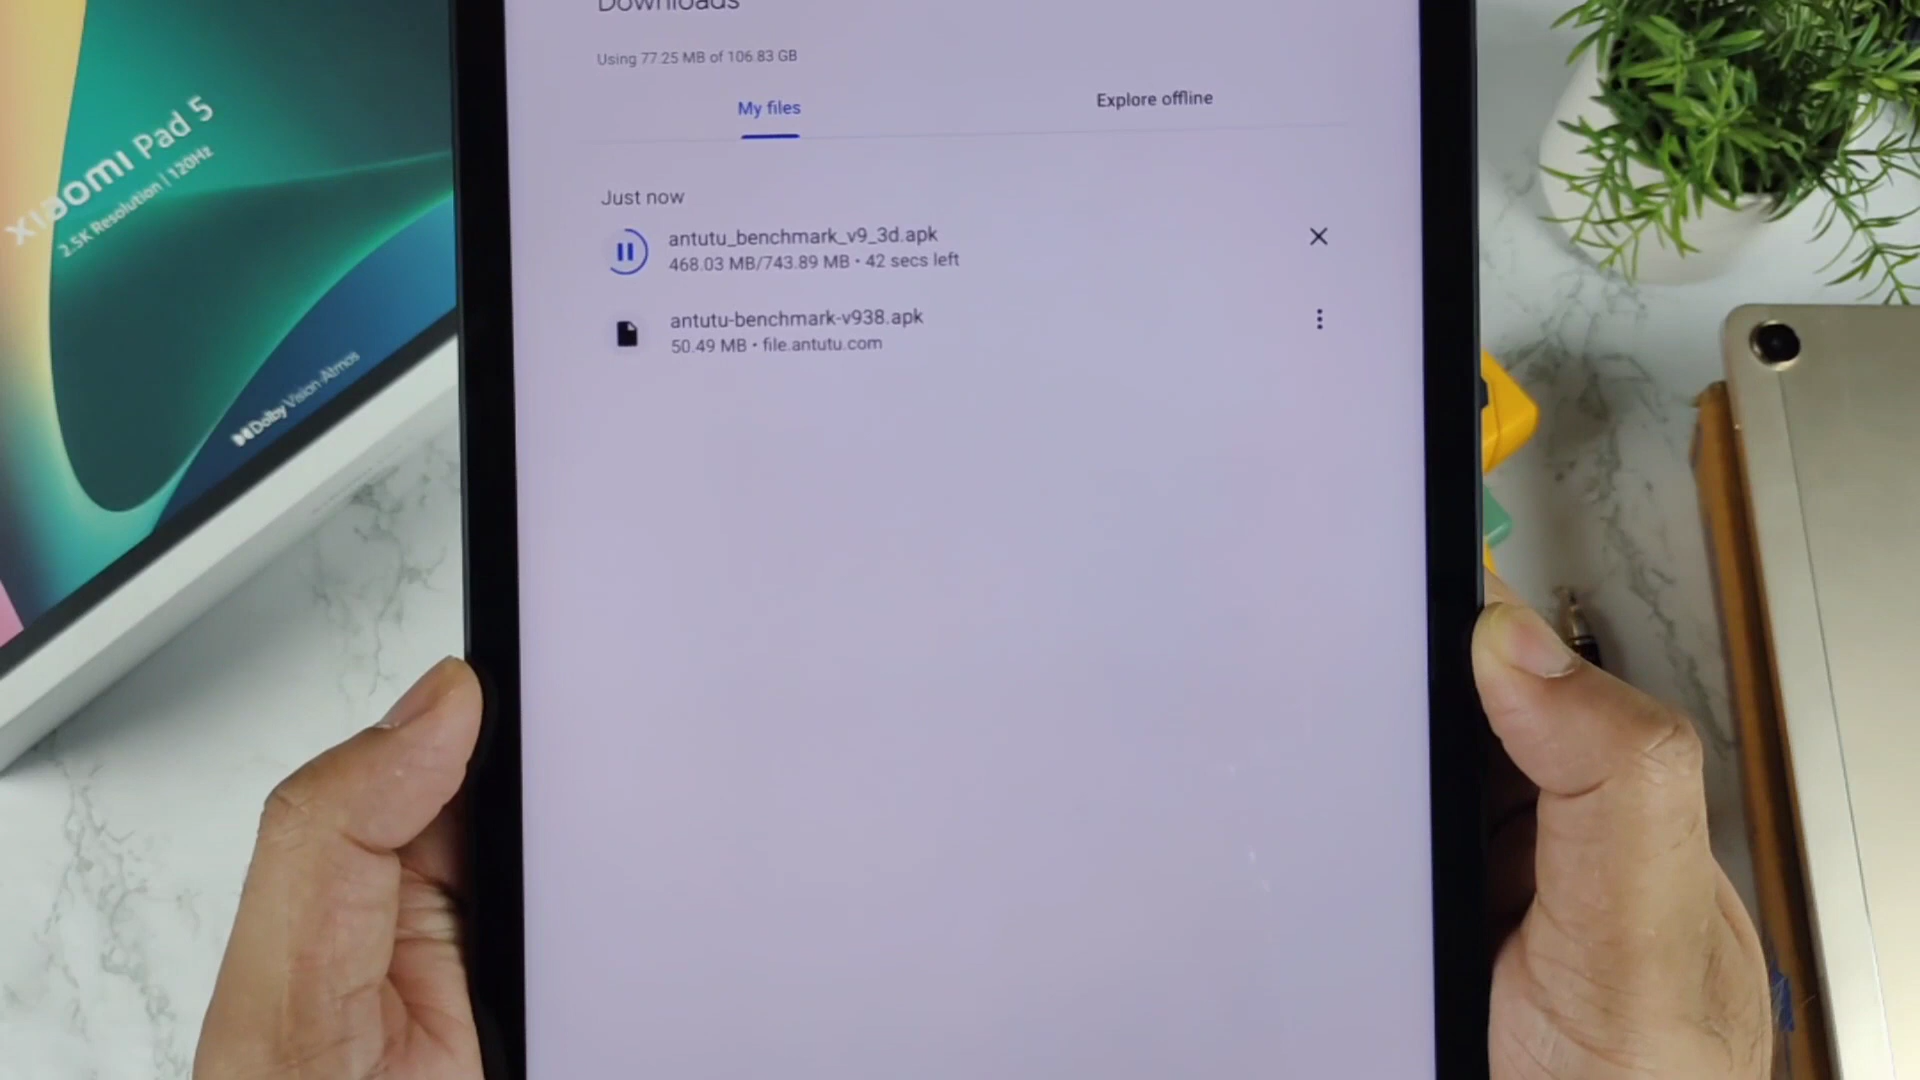 Downloads
Using 77.25 MB of 106.83 GB
My files
Explore offline
Just now
antutu_benchmark_v9_3d.apk
468.03 MB/743.89 MB • 42 secs left
antutu-benchmark-v938.apk
50.49 MB • file.antutu.com
xiaomi Pad 5
2.5K Resolution | 120Hz
Dolby Vision·Atmos